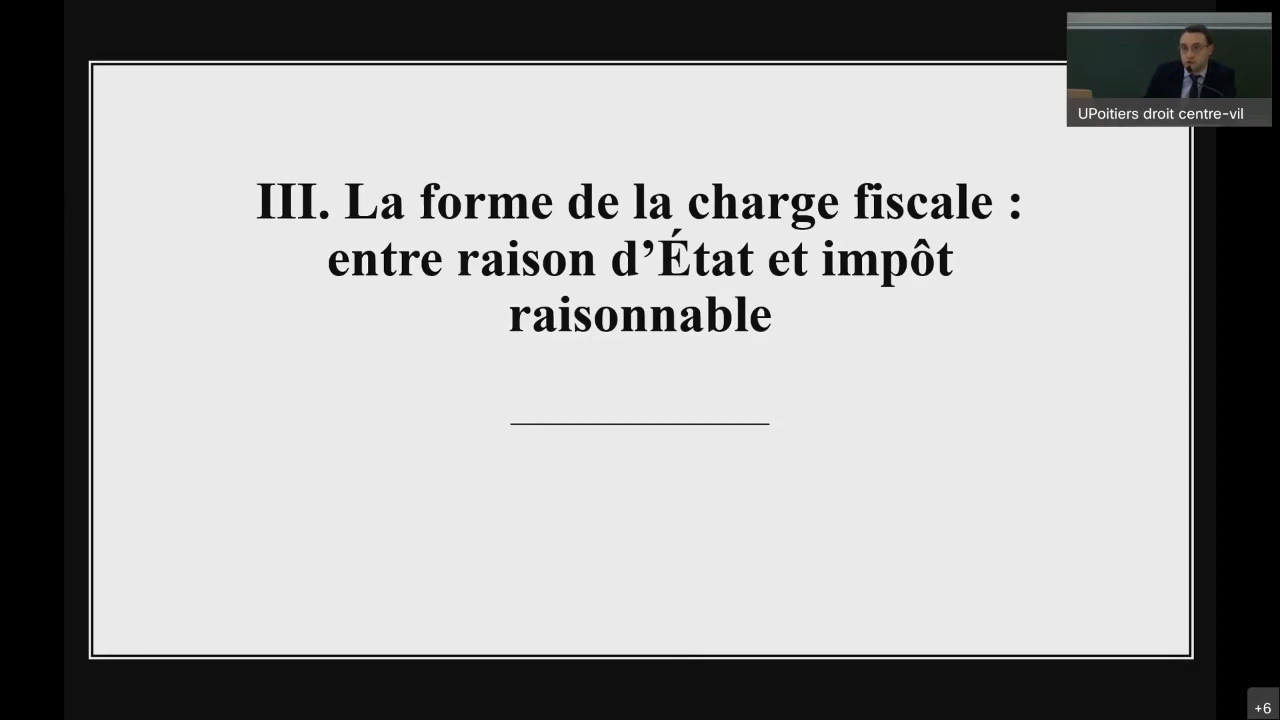 III. La forme de la charge fiscale :
entre raison d’État et impôt
raisonnable
UPoitiers droit centre-vil
+6